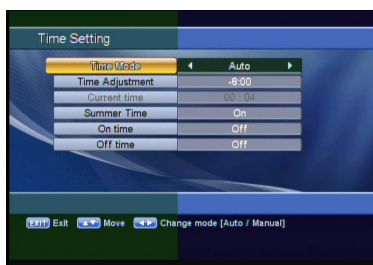 Time Setting
Time Mode Auto
Time Adjustment -8:00
Current time 00 : 04
Summer Time On
On time Off
Off time Off
EXIT Exit Move Change mode [Auto / Manual]